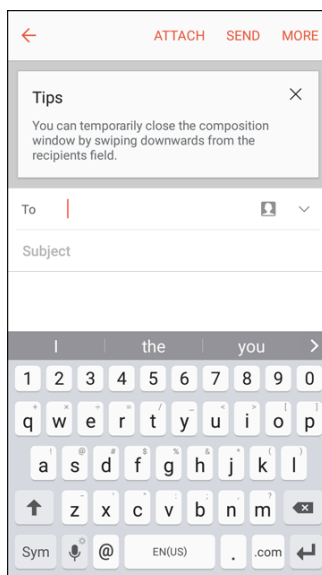 ATTACH SEND MORE
Tips
You can temporarily close the composition
window by swiping downwards from the
recipients field.
To
Subject
I the you
1 2 3 4 5 6 7 8 9 0
q w e r t y u i o p
a s d f g h j k l
z x c v b n m
Sym @ EN(US) . .com